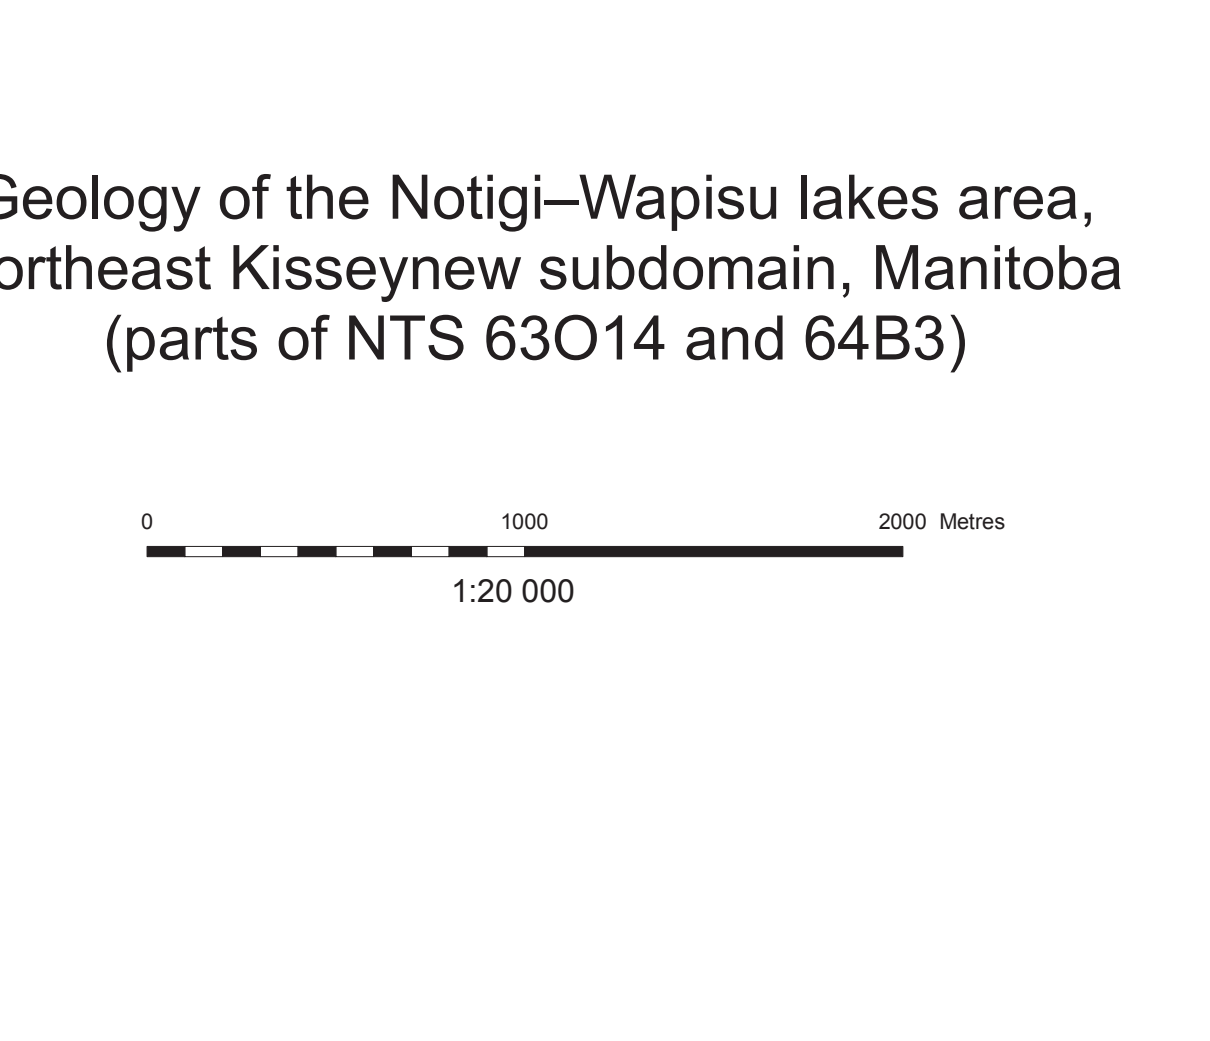 Geology of the Notigi–Wapisu lakes area,
ortheast Kisseynew subdomain, Manitoba
(parts of NTS 63O14 and 64B3)
0 1000 2000 Metres
1:20 000